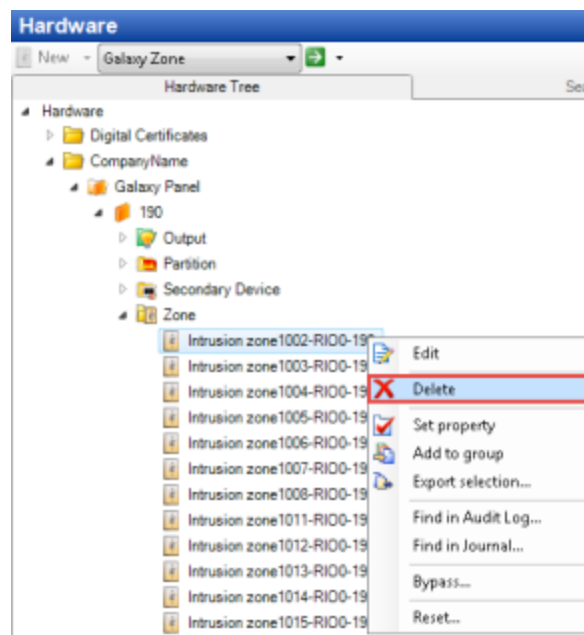 Hardware
New Galaxy Zone
Hardware Tree Sea
Hardware
Digital Certificates
CompanyName
Galaxy Panel
190
Output
Partition
Secondary Device
Zone
Intrusion zone1002-RIO0-190
Intrusion zone1003-RIO0-19
Intrusion zone1004-RIO0-19
Intrusion zone1005-RIO0-19
Intrusion zone1006-RIO0-19
Intrusion zone1007-RIO0-19
Intrusion zone1008-RIO0-19
Intrusion zone1011-RIO0-19
Intrusion zone1012-RIO0-19
Intrusion zone1013-RIO0-19
Intrusion zone1014-RIO0-19
Intrusion zone1015-RIO0-19
Edit
Delete
Set property
Add to group
Export selection...
Find in Audit Log...
Find in Journal...
Bypass...
Reset...